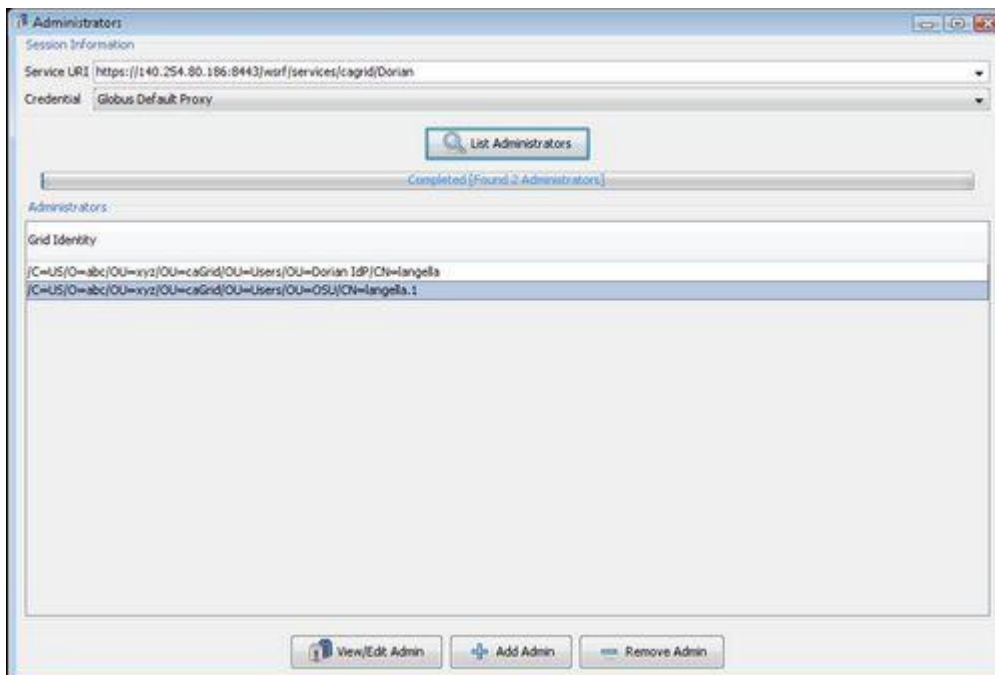 Administrators
Session Information
Service URI https://140.254.80.186:8443/wsrf/services/cagrid/Dorian
Credential Globus Default Proxy
List Administrators
Completed [Found 2 Administrators]
Administrators
Grid Identity
/C=US/O=abc/OU=xyz/OU=caGrid/OU=Users/OU=Dorian IdP/CN=langella
/C=US/O=abc/OU=xyz/OU=caGrid/OU=Users/OU=OSU/CN=langella.1
View/Edit Admin Add Admin Remove Admin